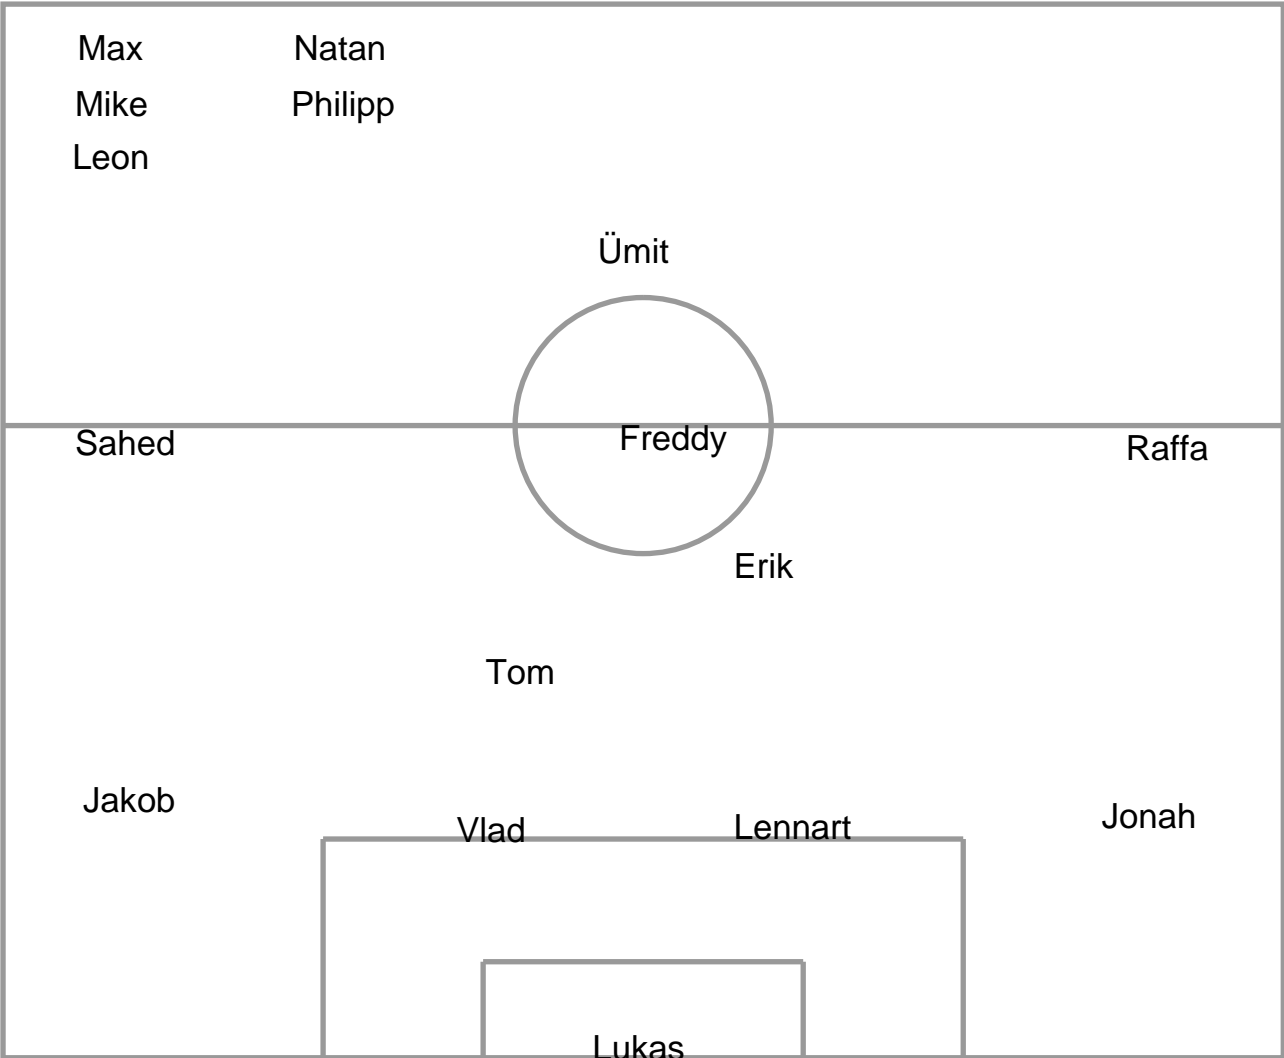 Max Natan
Mike Philipp
Leon
Ümit
Sahed Freddy Raffa
Erik
Tom
Jakob Vlad Lennart Jonah
Lukas